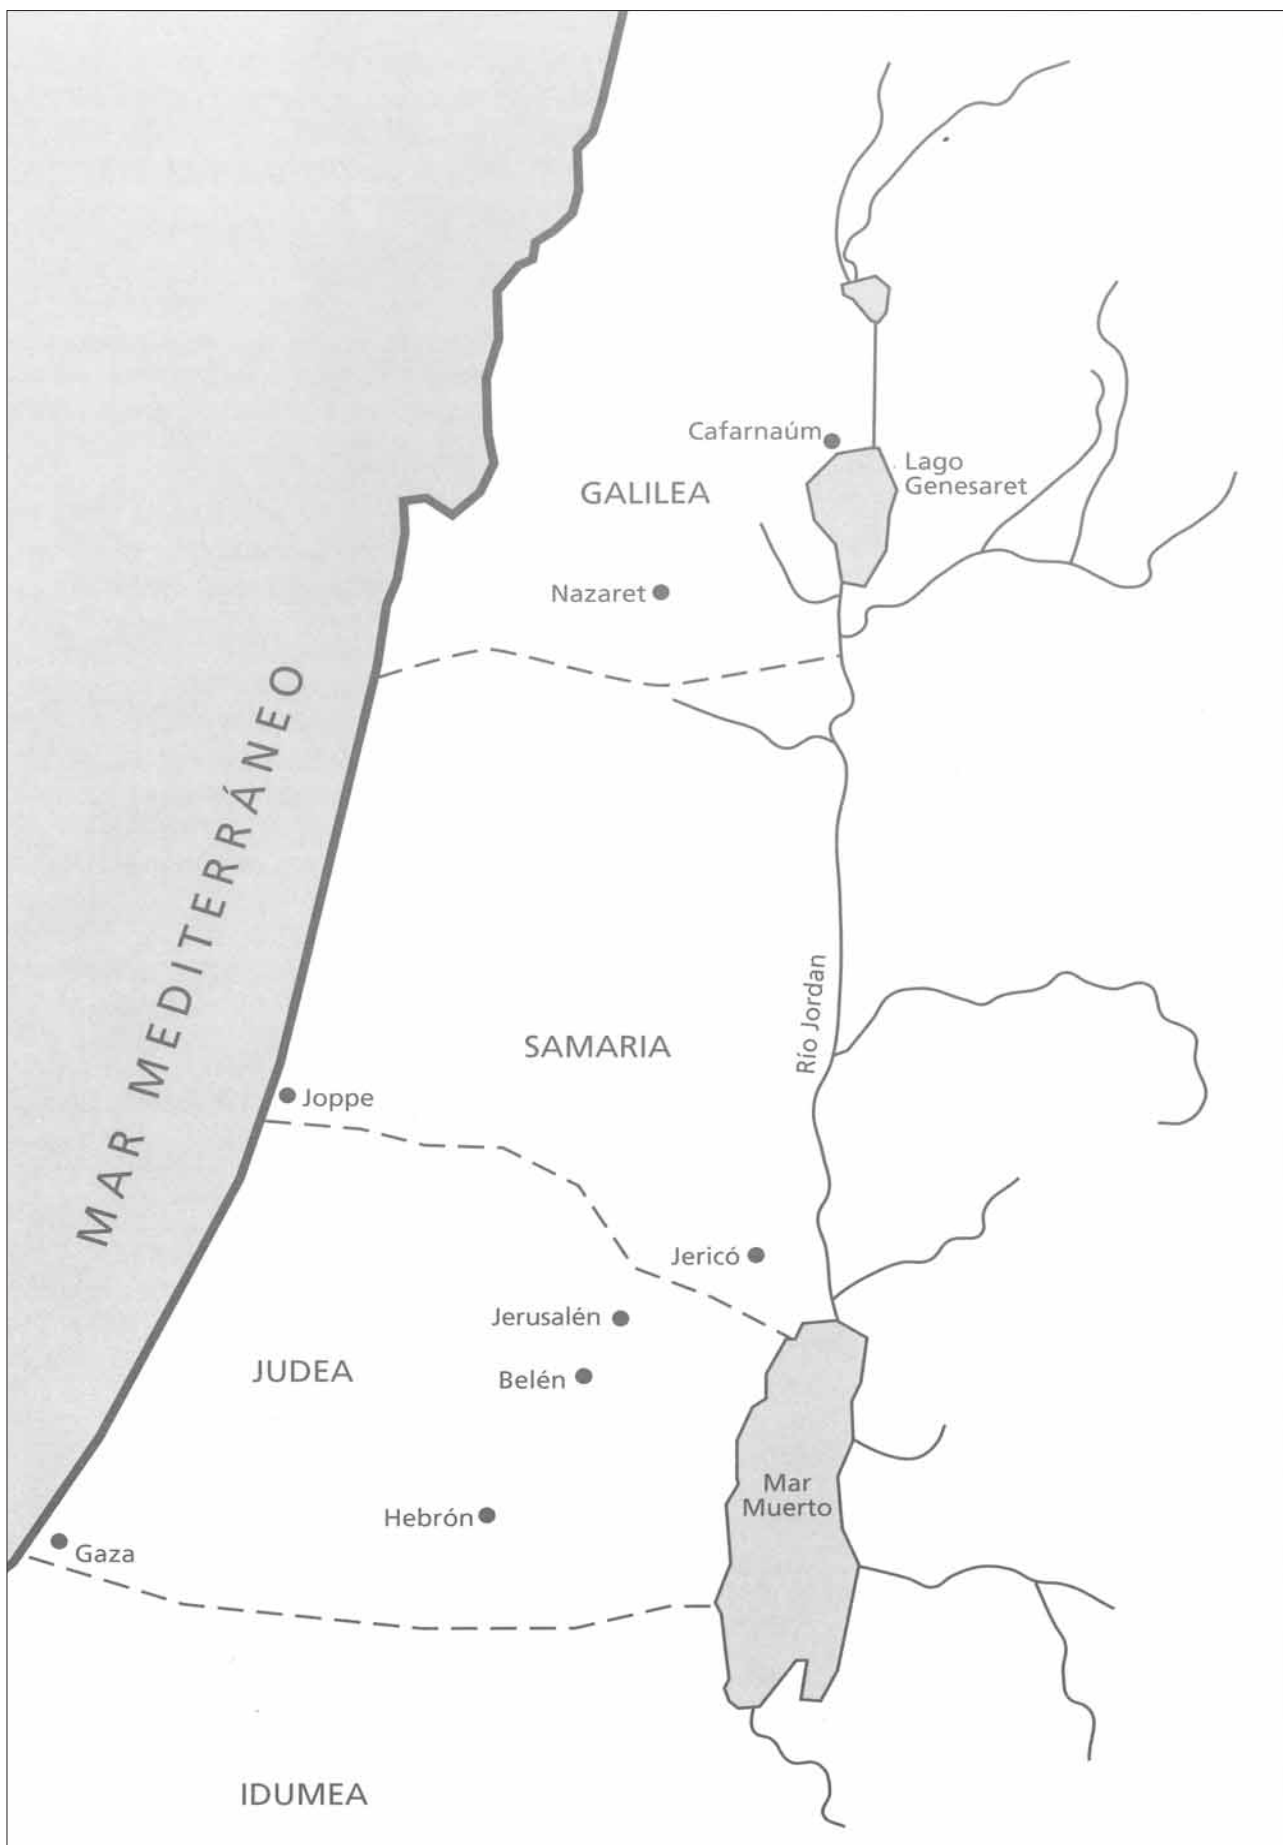 Cafarnaúm
Lago
Genesaret
GALILEA
Nazaret
MAR MEDITERRÁNEO
Río Jordan
SAMARIA
Joppe
Jericó
Jerusalén
JUDEA
Belén
Mar
Muerto
Hebrón
Gaza
IDUMEA